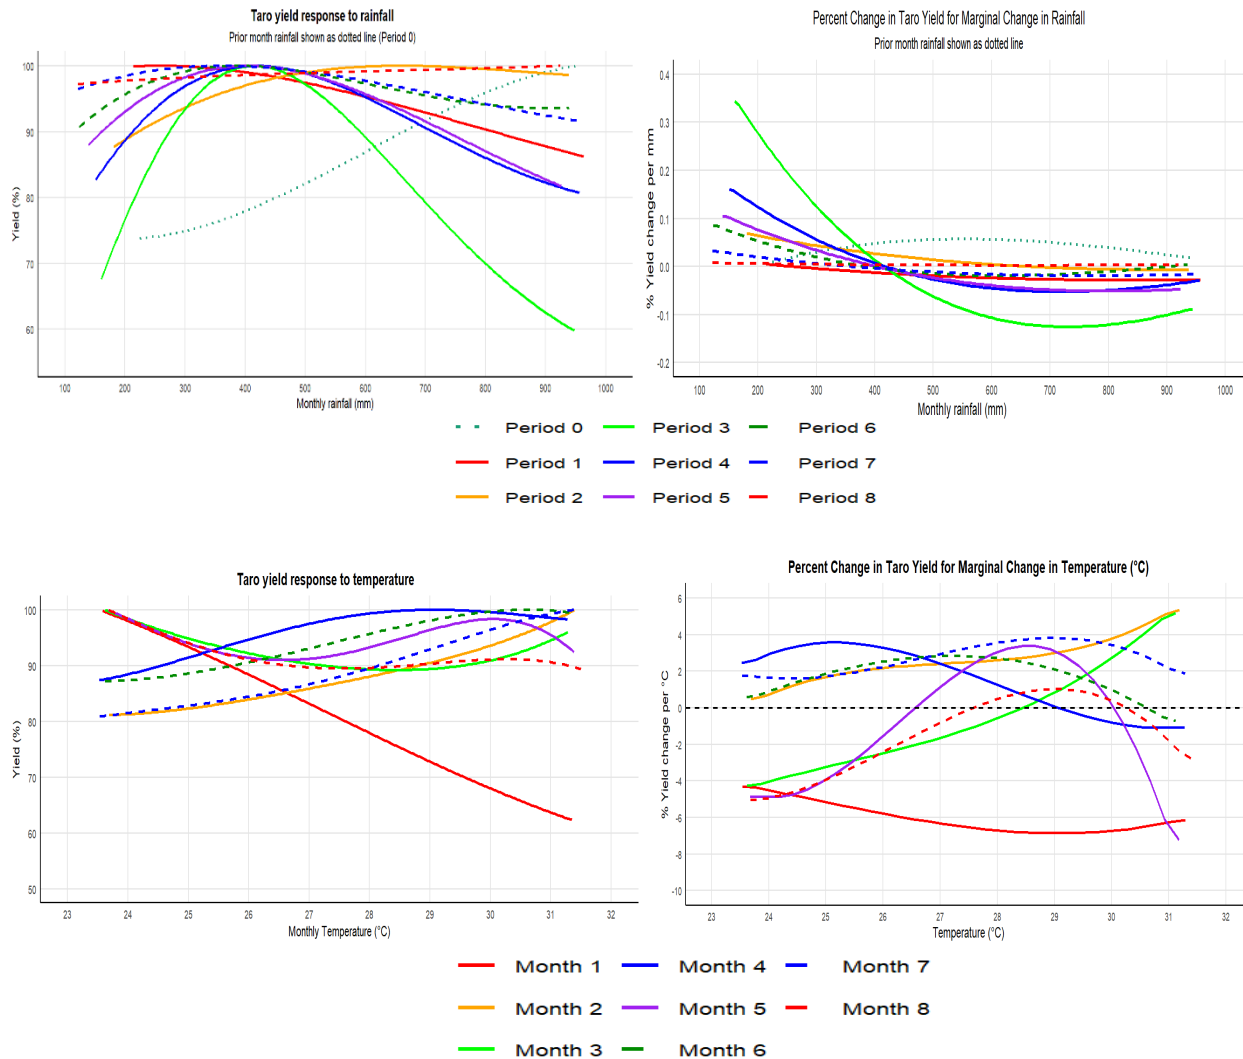 Taro yield response to rainfall
Prior month rainfall shown as dotted line (Period 0)
Yield (%)
100
90
80
70
60
100 200 300 400 500 600 700 800 900 1000
Monthly rainfall (mm)
Percent Change in Taro Yield for Marginal Change in Rainfall
Prior month rainfall shown as dotted line
% Yield change per mm
0.4
0.3
0.2
0.1
0.0
-0.1
-0.2
100 200 300 400 500 600 700 800 900 1000
Monthly rainfall (mm)
Period 0 Period 3 Period 6
Period 1 Period 4 Period 7
Period 2 Period 5 Period 8
Taro yield response to temperature
Yield (%)
100
90
80
70
60
50
23 24 25 26 27 28 29 30 31 32
Monthly Temperature (°C)
Percent Change in Taro Yield for Marginal Change in Temperature (°C)
% Yield change per °C
6
4
2
0
-2
-4
-6
-8
-10
23 24 25 26 27 28 29 30 31 32
Temperature (°C)
Month 1 Month 4 Month 7
Month 2 Month 5 Month 8
Month 3 Month 6